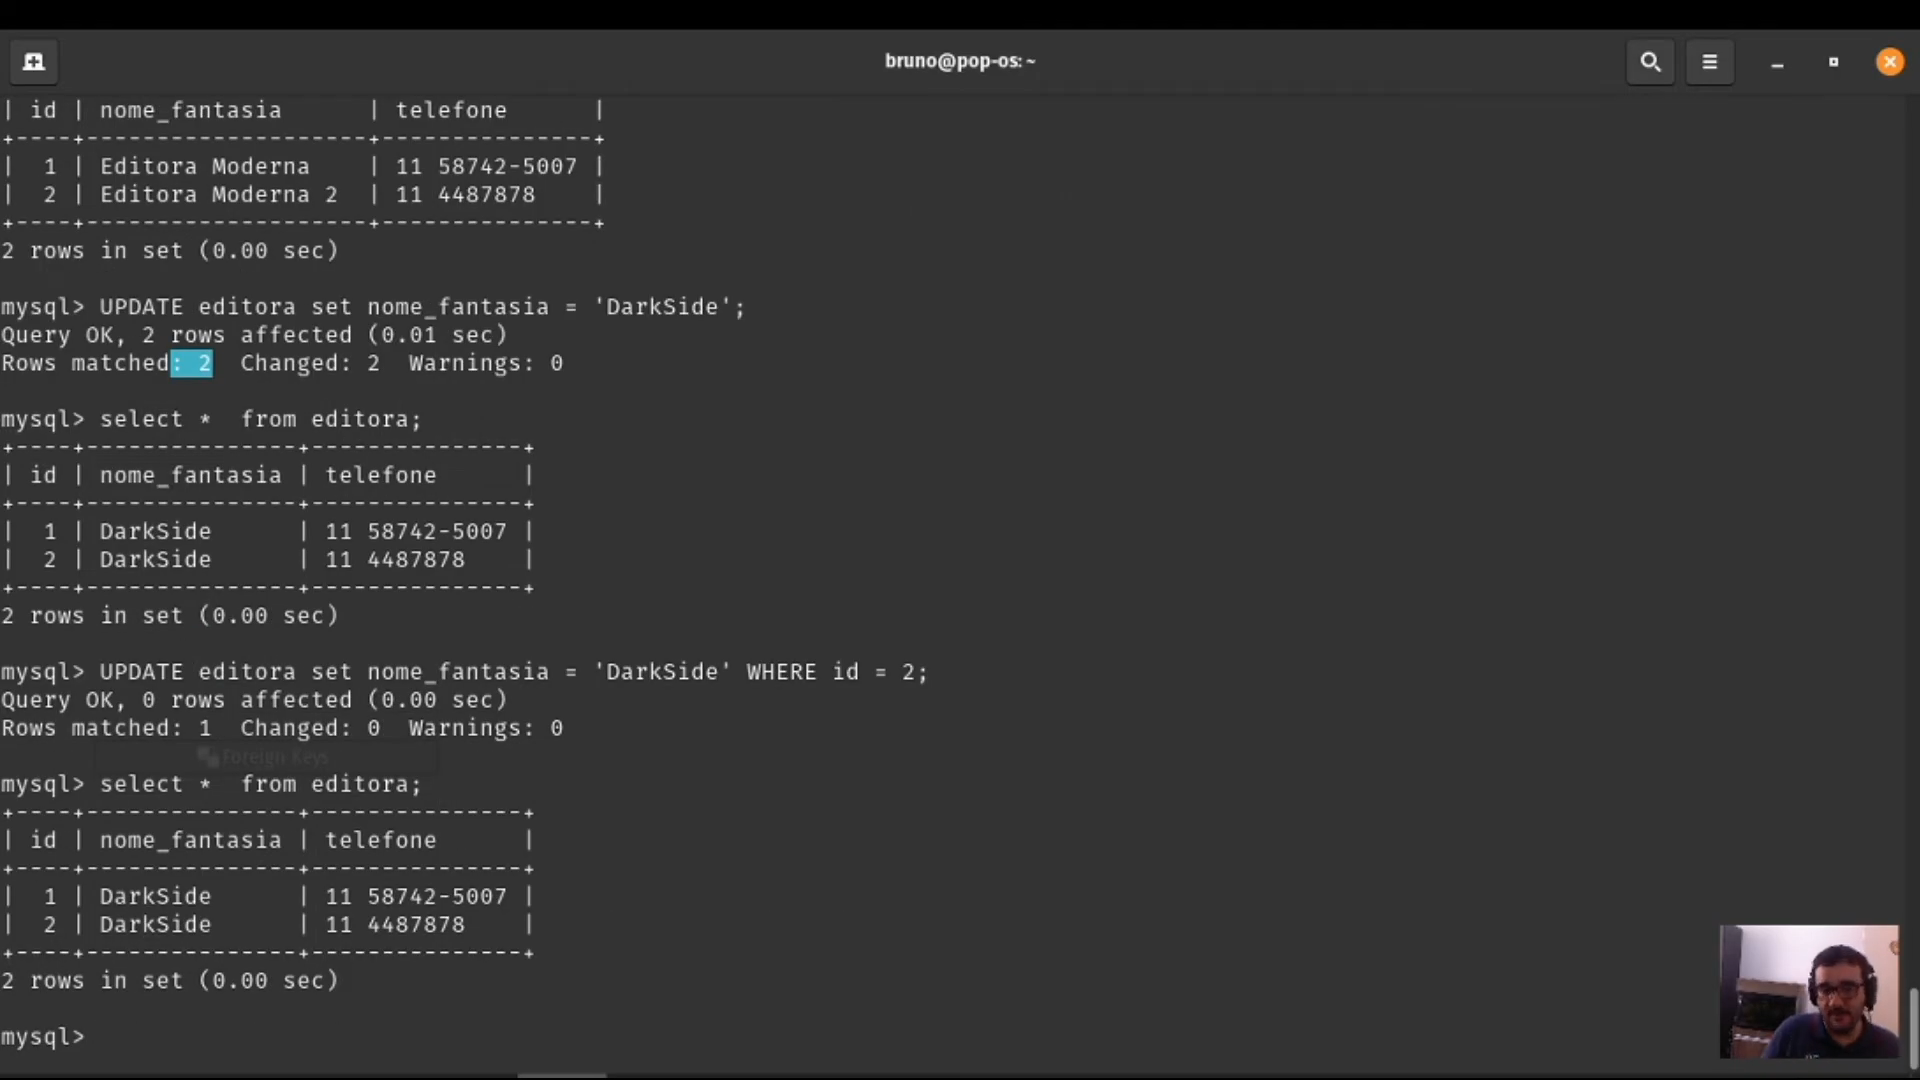 bruno@pop-os: ~
| id | nome_fantasia      | telefone      |
+----+--------------------+---------------+
|  1 | Editora Moderna    | 11 58742-5007 |
|  2 | Editora Moderna 2  | 11 4487878    |
+----+--------------------+---------------+
2 rows in set (0.00 sec)
mysql> UPDATE editora set nome_fantasia = 'DarkSide';
Query OK, 2 rows affected (0.01 sec)
Rows matched: 2  Changed: 2  Warnings: 0
mysql> select *  from editora;
+----+---------------+---------------+
| id | nome_fantasia | telefone      |
+----+---------------+---------------+
|  1 | DarkSide      | 11 58742-5007 |
|  2 | DarkSide      | 11 4487878    |
+----+---------------+---------------+
2 rows in set (0.00 sec)
mysql> UPDATE editora set nome_fantasia = 'DarkSide' WHERE id = 2;
Query OK, 0 rows affected (0.00 sec)
Rows matched: 1  Changed: 0  Warnings: 0
Foreign Keys
mysql> select *  from editora;
+----+---------------+---------------+
| id | nome_fantasia | telefone      |
+----+---------------+---------------+
|  1 | DarkSide      | 11 58742-5007 |
|  2 | DarkSide      | 11 4487878    |
+----+---------------+---------------+
2 rows in set (0.00 sec)
mysql>